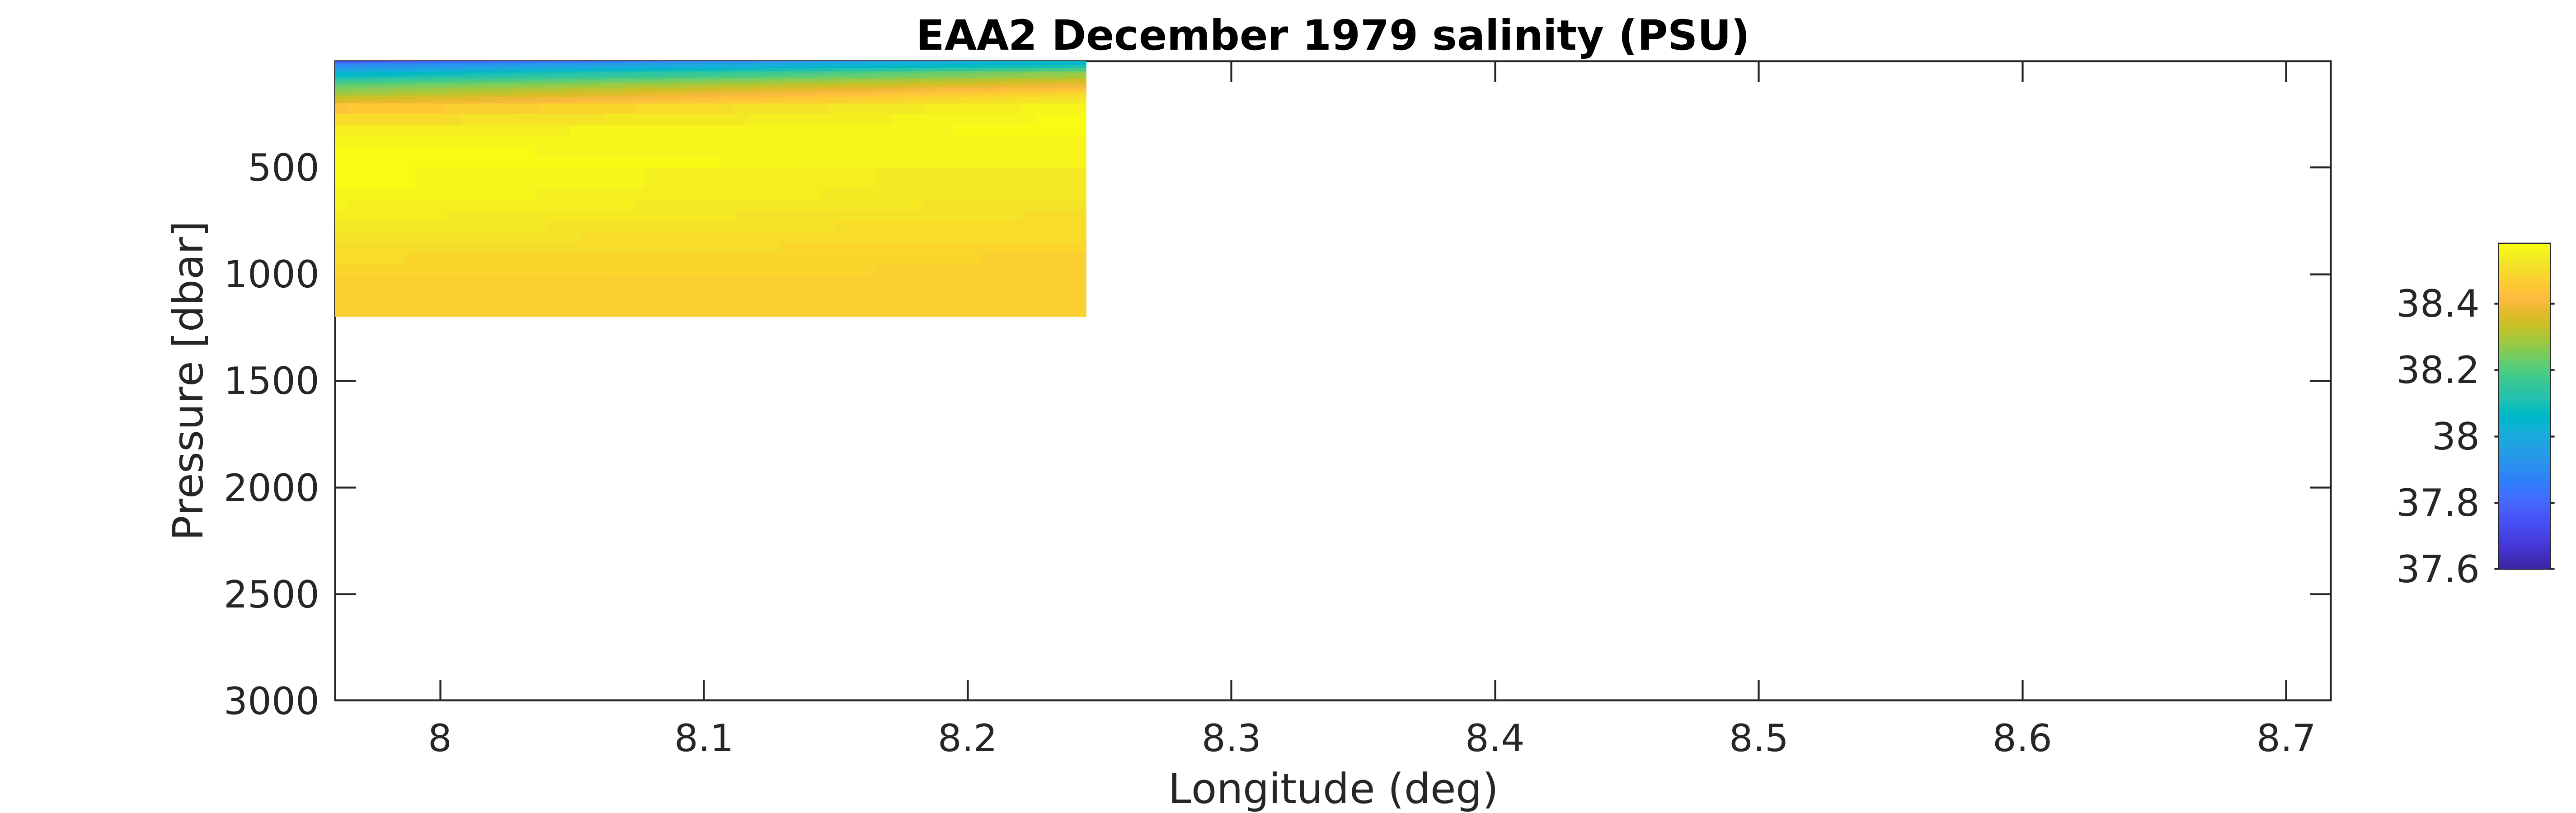 EAA2 December 1979 salinity (PSU)
Pressure [dbar]
500
1000
1500
2000
2500
3000
8 8.1 8.2 8.3 8.4 8.5 8.6 8.7
Longitude (deg)
38.4
38.2
38
37.8
37.6